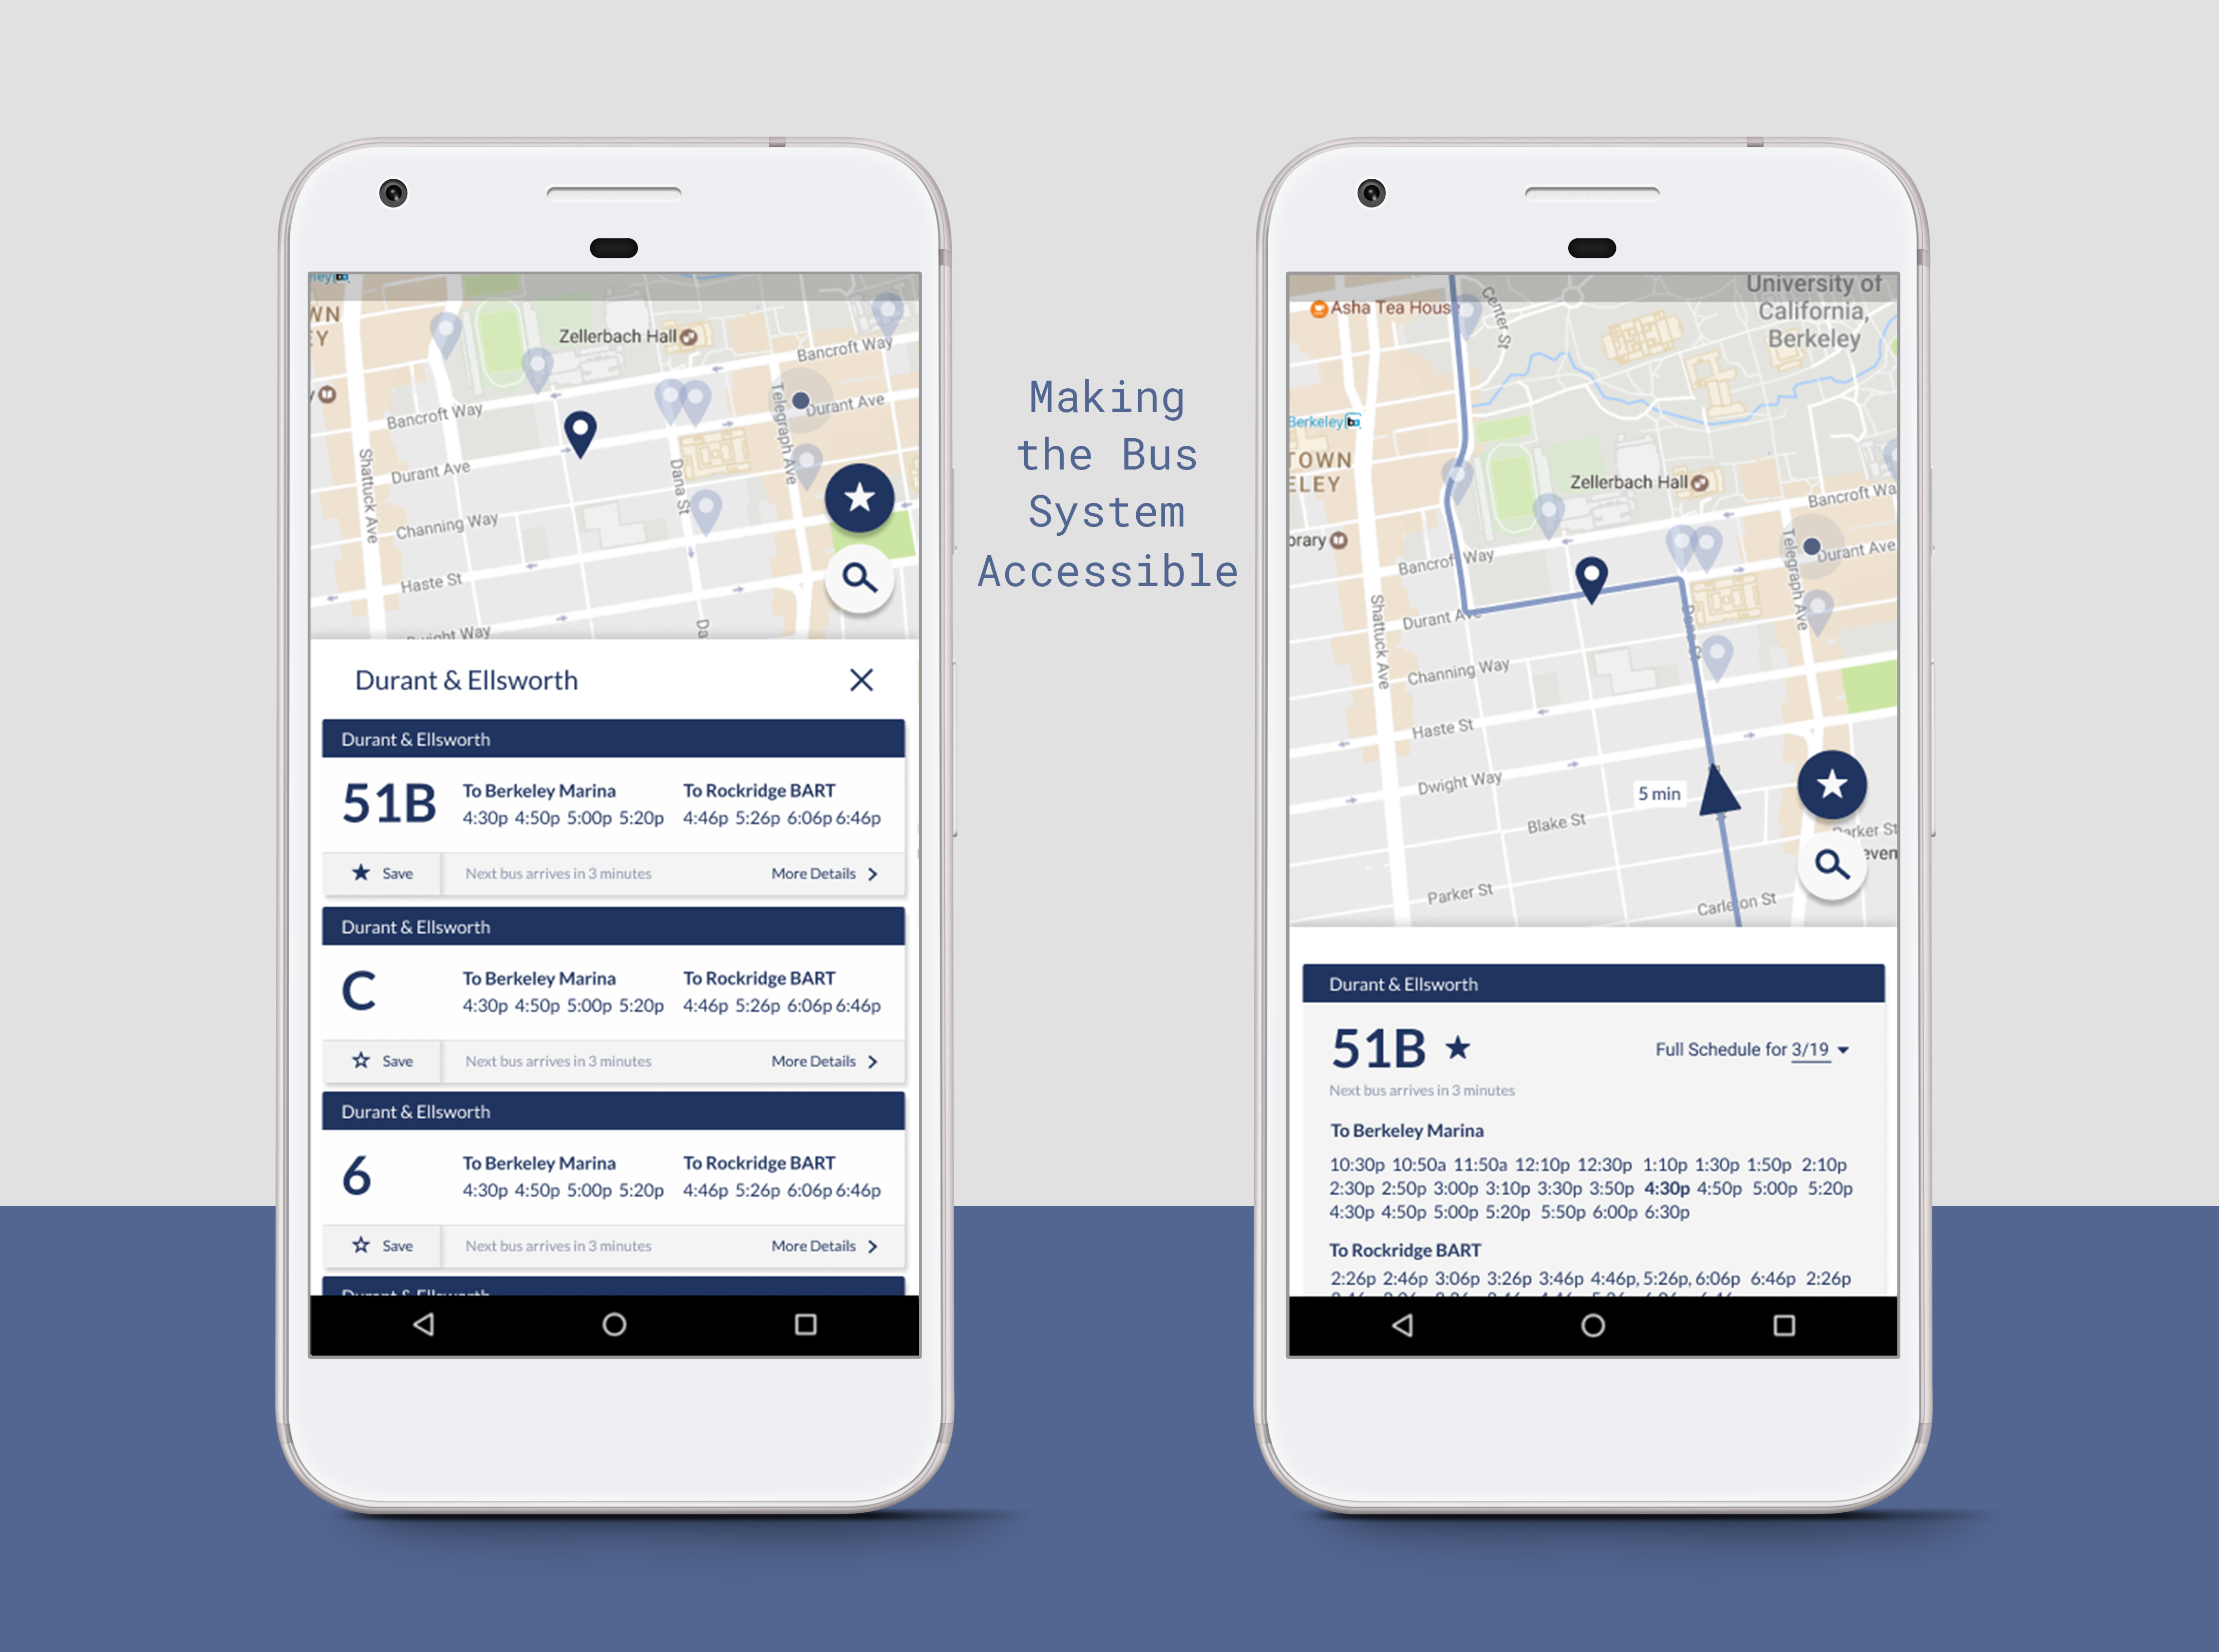 Making
the Bus
System
Accessible
WN
EY
Zellerbach Hall
Bancroft Way
Bancroft Way
Telegraph Ave
Durant Ave
Durant Ave
Shattuck Ave
Dana St
Channing Way
Haste St
Dwight Way
Da
Durant & Ellsworth
Durant & Ellsworth
51B
To Berkeley Marina
4:30p 4:50p 5:00p 5:20p
To Rockridge BART
4:46p 5:26p 6:06p 6:46p
Save
Next bus arrives in 3 minutes
More Details
Durant & Ellsworth
C
To Berkeley Marina
4:30p 4:50p 5:00p 5:20p
To Rockridge BART
4:46p 5:26p 6:06p 6:46p
Save
Next bus arrives in 3 minutes
More Details
Durant & Ellsworth
6
To Berkeley Marina
4:30p 4:50p 5:00p 5:20p
To Rockridge BART
4:46p 5:26p 6:06p 6:46p
Save
Next bus arrives in 3 minutes
More Details
Durant & Ellsworth
University of
California,
Berkeley
Asha Tea Hous
Center St
Berkeley
TOWN
ELEY
Zellerbach Hall
Bancroft Wa
brary
Bancroft Way
Telegraph Ave
Durant Ave
Shattuck Ave
Durant Ave
Dana St
Channing Way
Haste St
Dwight Way
5 min
Blake St
Parker St
even
Parker St
Carleton St
Durant & Ellsworth
51B
Full Schedule for 3/19
Next bus arrives in 3 minutes
To Berkeley Marina
10:30p 10:50a 11:50a 12:10p 12:30p 1:10p 1:30p 1:50p 2:10p
2:30p 2:50p 3:00p 3:10p 3:30p 3:50p 4:30p 4:50p 5:00p 5:20p
4:30p 4:50p 5:00p 5:20p 5:50p 6:00p 6:30p
To Rockridge BART
2:26p 2:46p 3:06p 3:26p 3:46p 4:46p, 5:26p, 6:06p 6:46p 2:26p